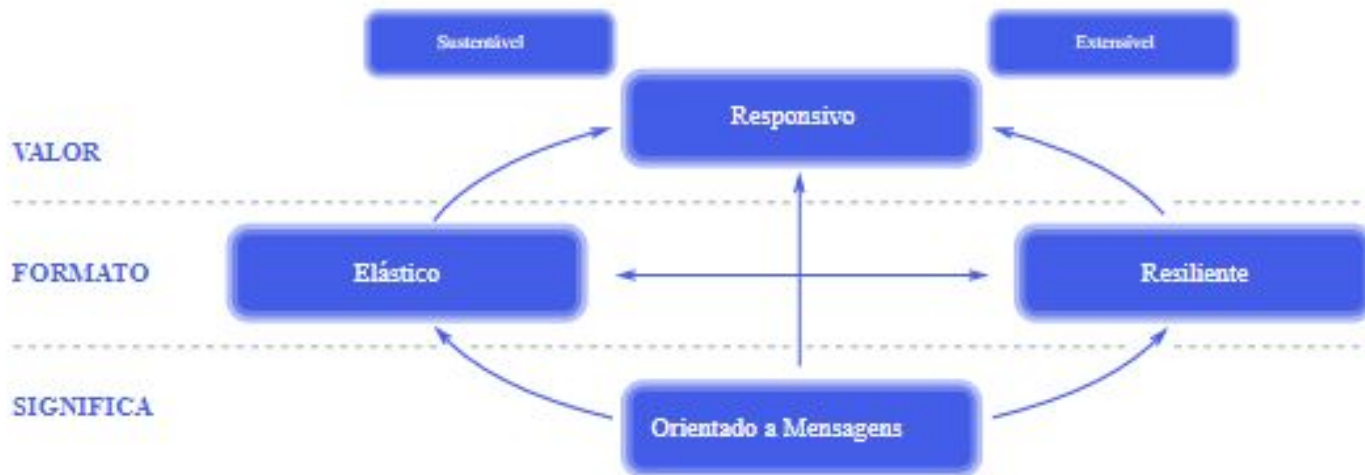 Sustentável
Extensível
Responsivo
VALOR
FORMATO
Elástico
Resiliente
SIGNIFICA
Orientado a Mensagens